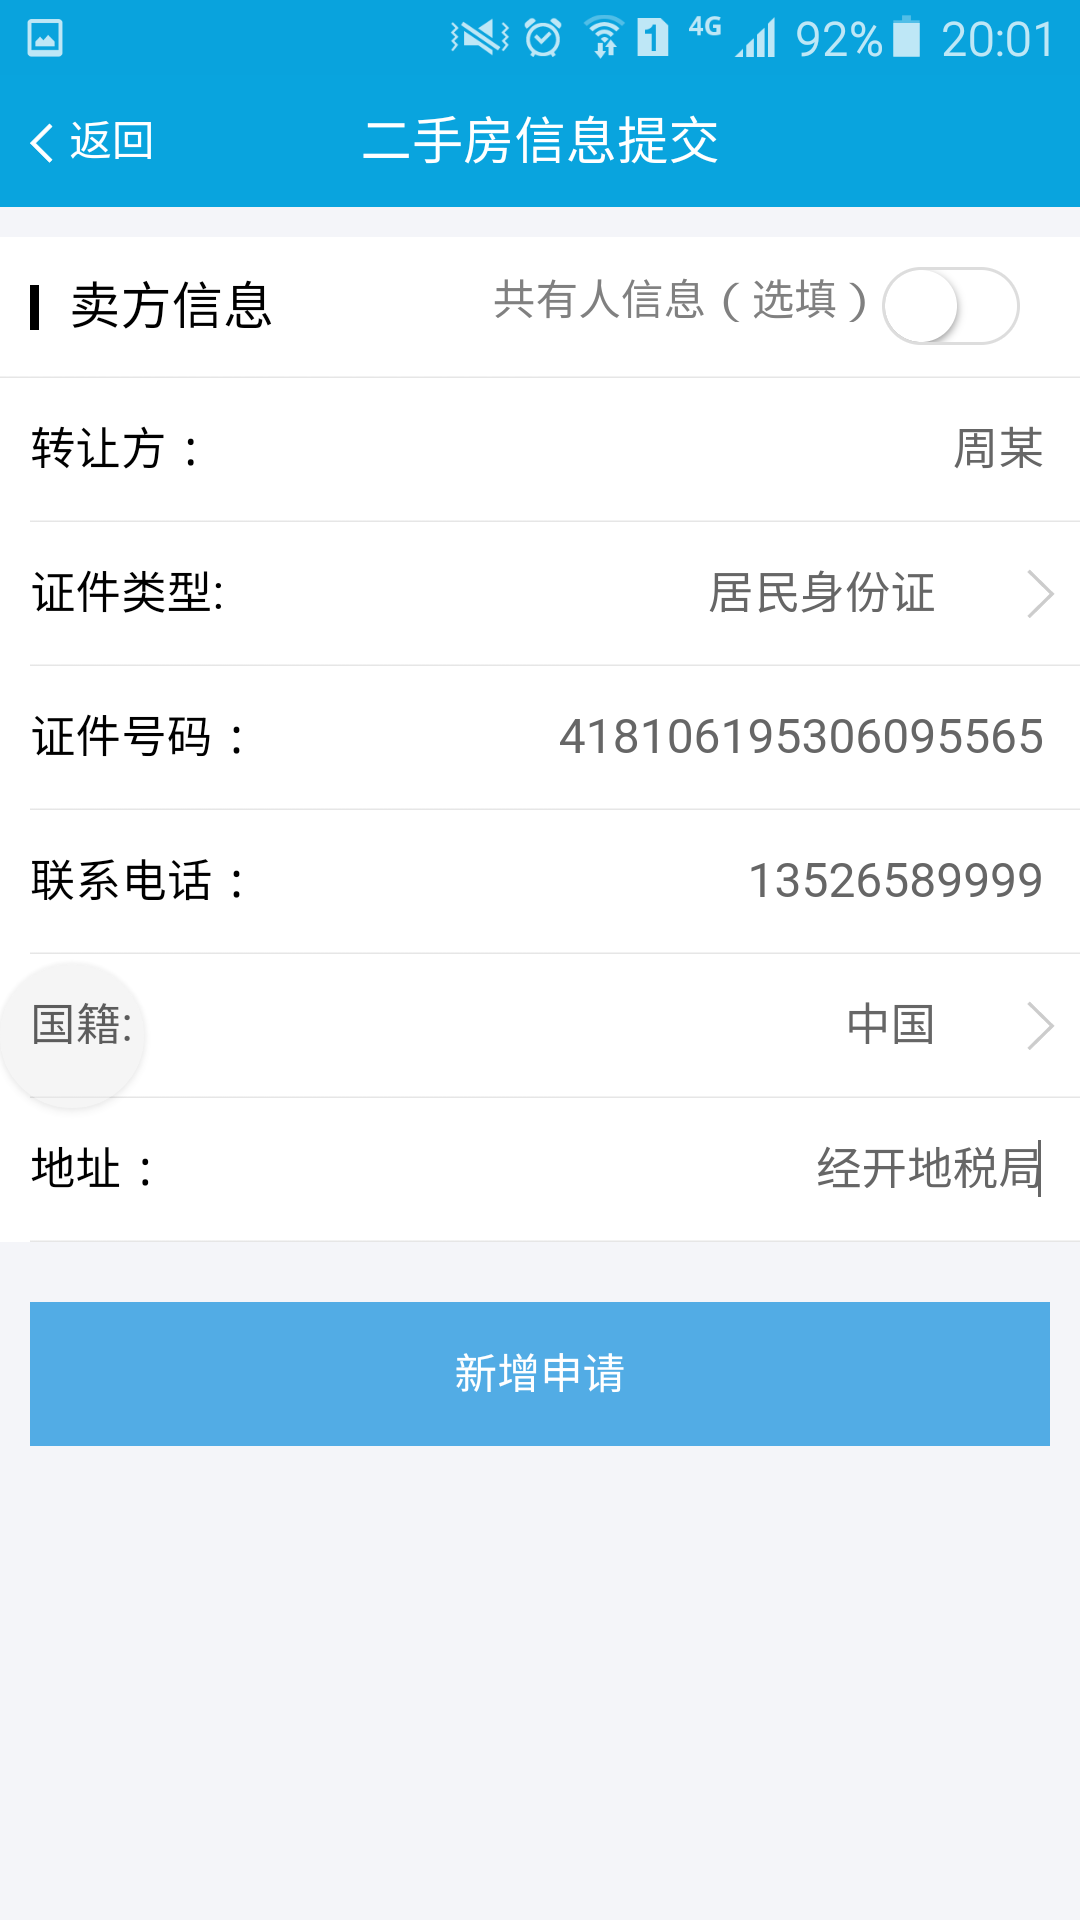 1 4G 92% 20:01
返回 二手房信息提交
卖方信息 共有人信息（选填）
转让方： 周某
证件类型: 居民身份证
证件号码： 418106195306095565
联系电话： 13526589999
国籍: 中国
地址： 经开地税局
新增申请